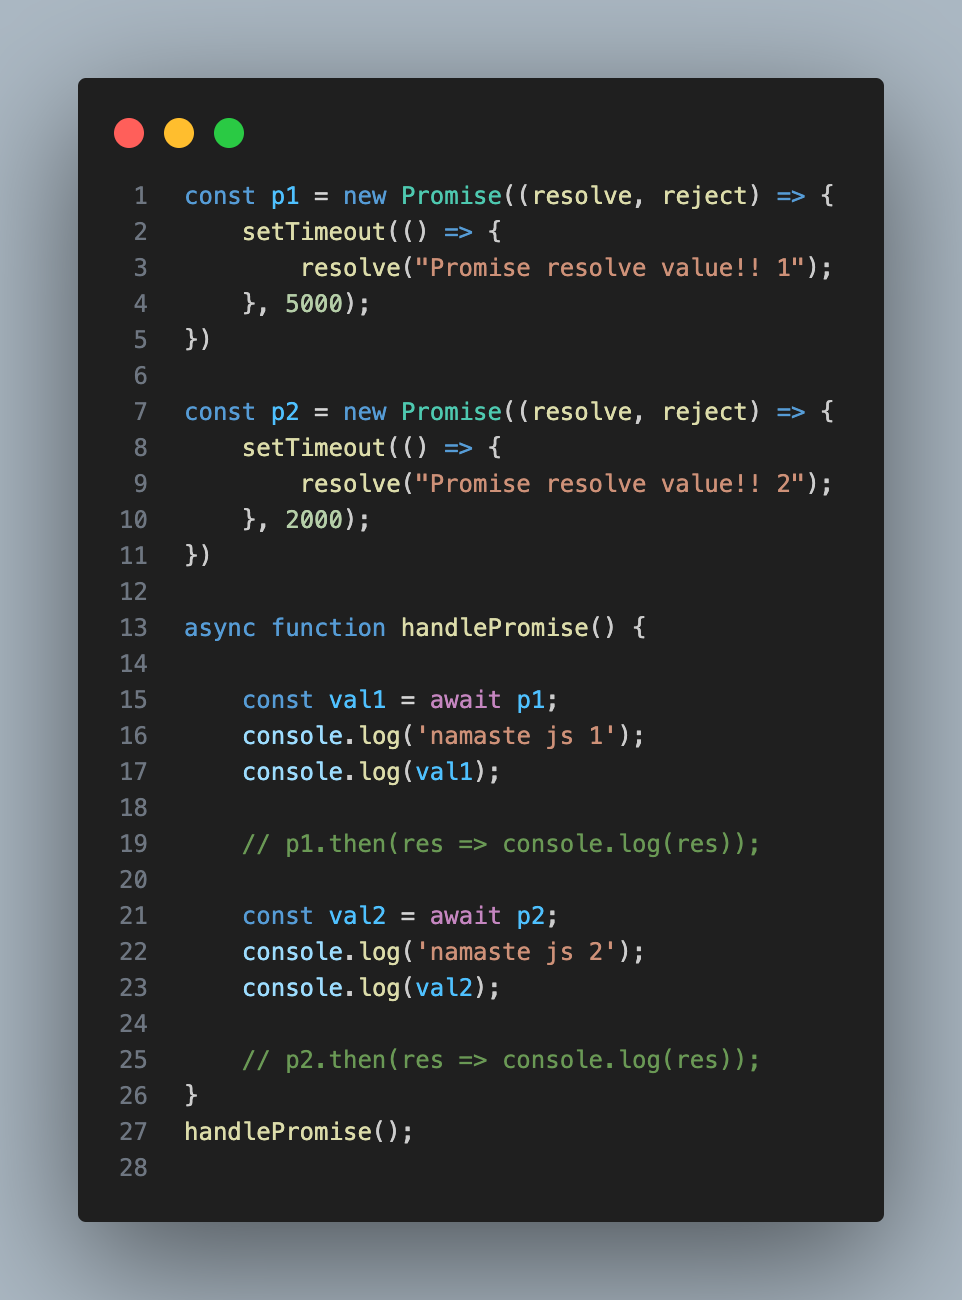 1 const p1 = new Promise((resolve, reject) => {
2     setTimeout(() => {
3         resolve("Promise resolve value!! 1");
4     }, 5000);
5 })
6
7 const p2 = new Promise((resolve, reject) => {
8     setTimeout(() => {
9         resolve("Promise resolve value!! 2");
10     }, 2000);
11 })
12
13 async function handlePromise() {
14
15     const val1 = await p1;
16     console.log('namaste js 1');
17     console.log(val1);
18
19     // p1.then(res => console.log(res));
20
21     const val2 = await p2;
22     console.log('namaste js 2');
23     console.log(val2);
24
25     // p2.then(res => console.log(res));
26 }
27 handlePromise();
28